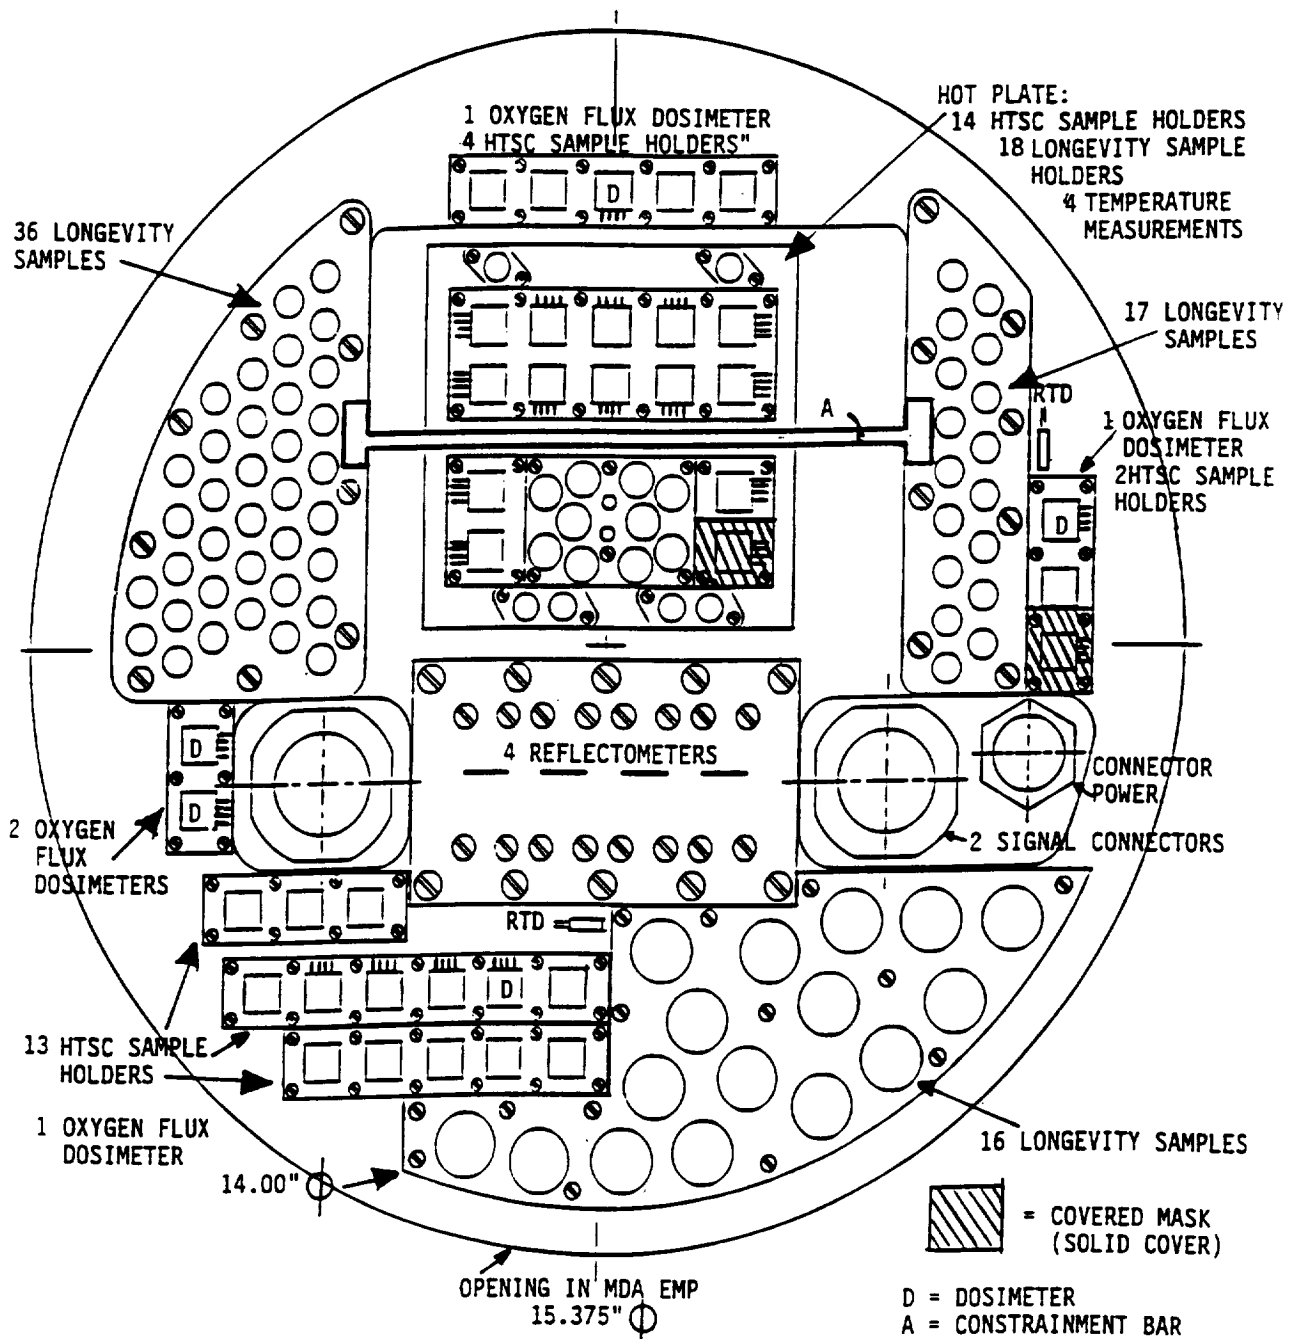 1 OXYGEN FLUX DOSIMETER
4 HTSC SAMPLE HOLDERS"
D
HOT PLATE:
14 HTSC SAMPLE HOLDERS
18 LONGEVITY SAMPLE
HOLDERS
4 TEMPERATURE
MEASUREMENTS
36 LONGEVITY
SAMPLES
17 LONGEVITY
SAMPLES
A
RTD
1 OXYGEN FLUX
DOSIMETER
2HTSC SAMPLE
HOLDERS
D
D
D
2 OXYGEN
FLUX
DOSIMETERS
4 REFLECTOMETERS
CONNECTOR
POWER
2 SIGNAL CONNECTORS
RTD
D
13 HTSC SAMPLE
HOLDERS
1 OXYGEN FLUX
DOSIMETER
14.00"
16 LONGEVITY SAMPLES
= COVERED MASK
(SOLID COVER)
OPENING IN MDA EMP
15.375"
D = DOSIMETER
A = CONSTRAINMENT BAR